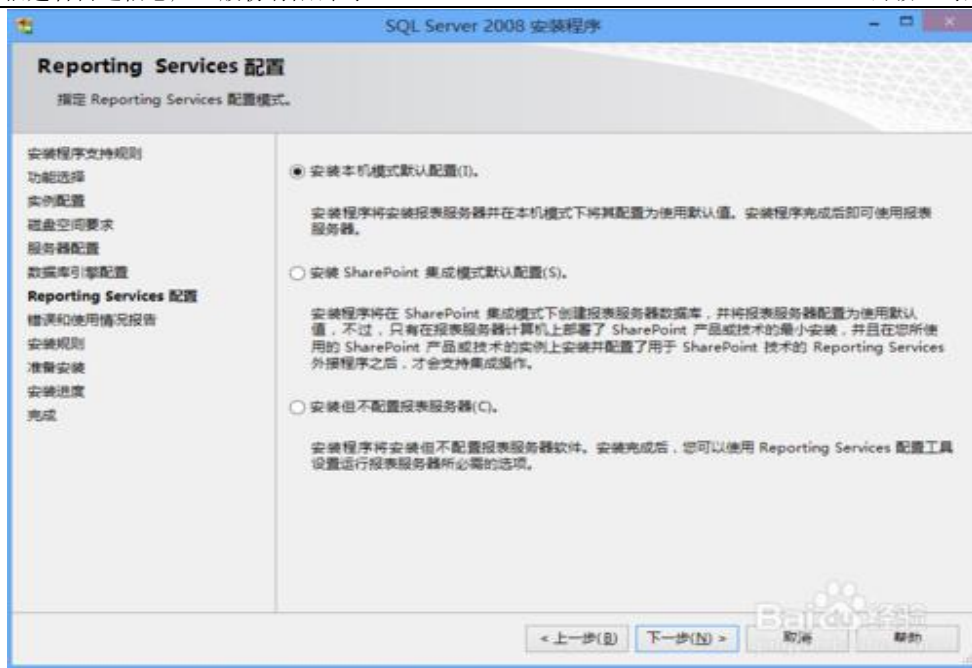 SQL Server 2008 安装程序
Reporting Services 配置
指定 Reporting Services 配置模式。
安装程序支持规则
功能选择
实例配置
磁盘空间要求
服务器配置
数据库引擎配置
Reporting Services 配置
错误和使用情况报告
安装规则
准备安装
安装进度
完成
安装本机模式默认配置(I)。
安装程序将安装报表服务器并在本机模式下将其配置为使用默认值。安装程序完成后即可使用报表
服务器。
安装 SharePoint 集成模式默认配置(S)。
安装程序将在 SharePoint 集成模式下创建报表服务器数据库，并将报表服务器配置为使用默认
值，不过，只有在报表服务器计算机上部署了 SharePoint 产品或技术的最小安装，并且在您所使
用的 SharePoint 产品或技术的实例上安装并配置了用于 SharePoint 技术的 Reporting Services
外接程序之后，才会支持集成操作。
安装但不配置报表服务器(C)。
安装程序将安装但不配置报表服务器软件。安装完成后，您可以使用 Reporting Services 配置工具
设置运行报表服务器所必需的选项。
Baidu经验
<上一步(B) 下一步(N) > 取消 帮助